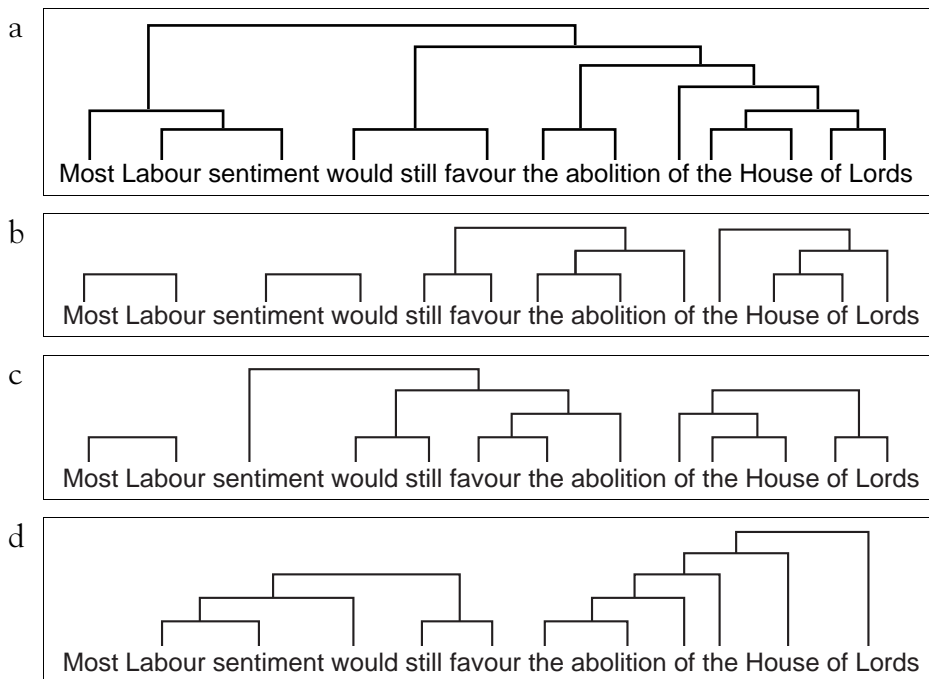 a
Most Labour sentiment would still favour the abolition of the House of Lords
b
Most Labour sentiment would still favour the abolition of the House of Lords
c
Most Labour sentiment would still favour the abolition of the House of Lords
d
Most Labour sentiment would still favour the abolition of the House of Lords